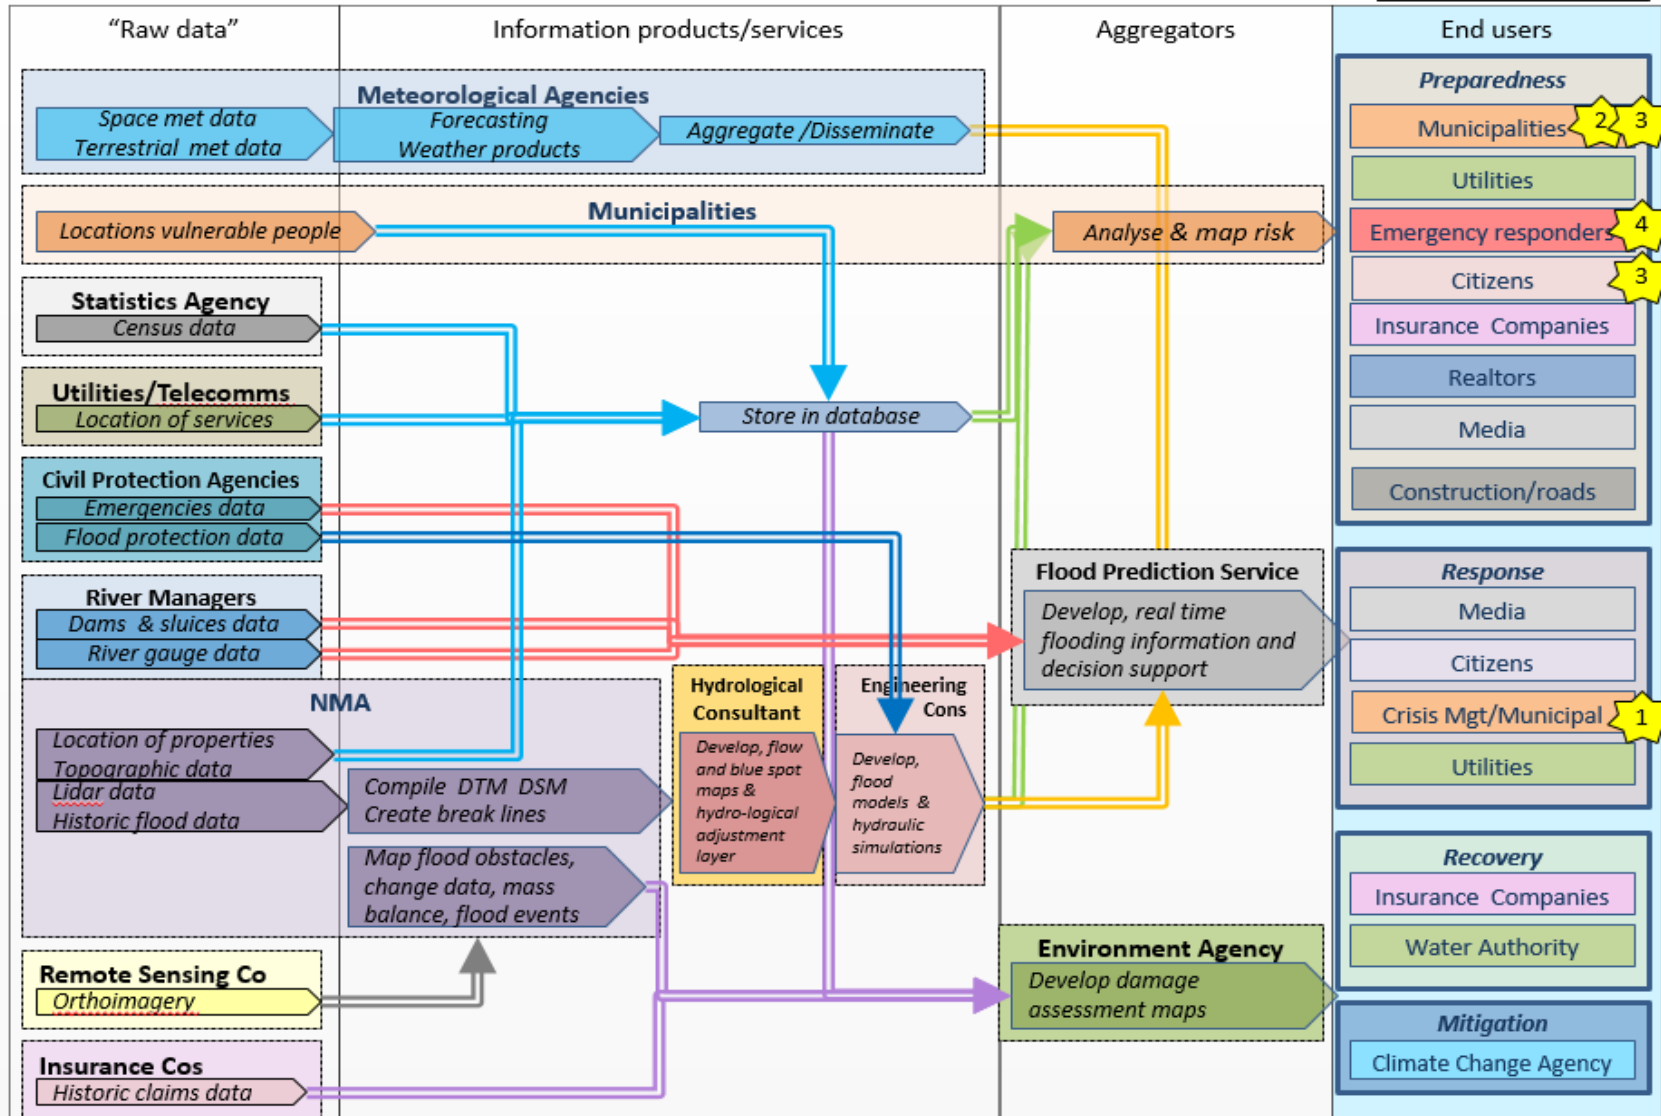 “Raw data”
Information products/services
Aggregators
End users
Meteorological Agencies
Space met data
Terrestrial met data
Forecasting
Weather products
Aggregate /Disseminate
Municipalities
Locations vulnerable people
Analyse & map risk
Statistics Agency
Census data
Utilities/Telecomms
Location of services
Store in database
Civil Protection Agencies
Emergencies data
Flood protection data
River Managers
Dams & sluices data
River gauge data
NMA
Location of properties
Topographic data
Lidar data
Historic flood data
Compile DTM DSM
Create break lines
Map flood obstacles,
change data, mass
balance, flood events
Hydrological
Consultant
Develop, flow
and blue spot
maps &
hydro-logical
adjustment
layer
Engineering
Cons
Develop,
flood
models &
hydraulic
simulations
Flood Prediction Service
Develop, real time
flooding information and
decision support
Remote Sensing Co
Orthoimagery
Insurance Cos
Historic claims data
Environment Agency
Develop damage
assessment maps
Preparedness
Municipalities 2 3
Utilities
Emergency responders 4
Citizens 3
Insurance Companies
Realtors
Media
Construction/roads
Response
Media
Citizens
Crisis Mgt/Municipal 1
Utilities
Recovery
Insurance Companies
Water Authority
Mitigation
Climate Change Agency